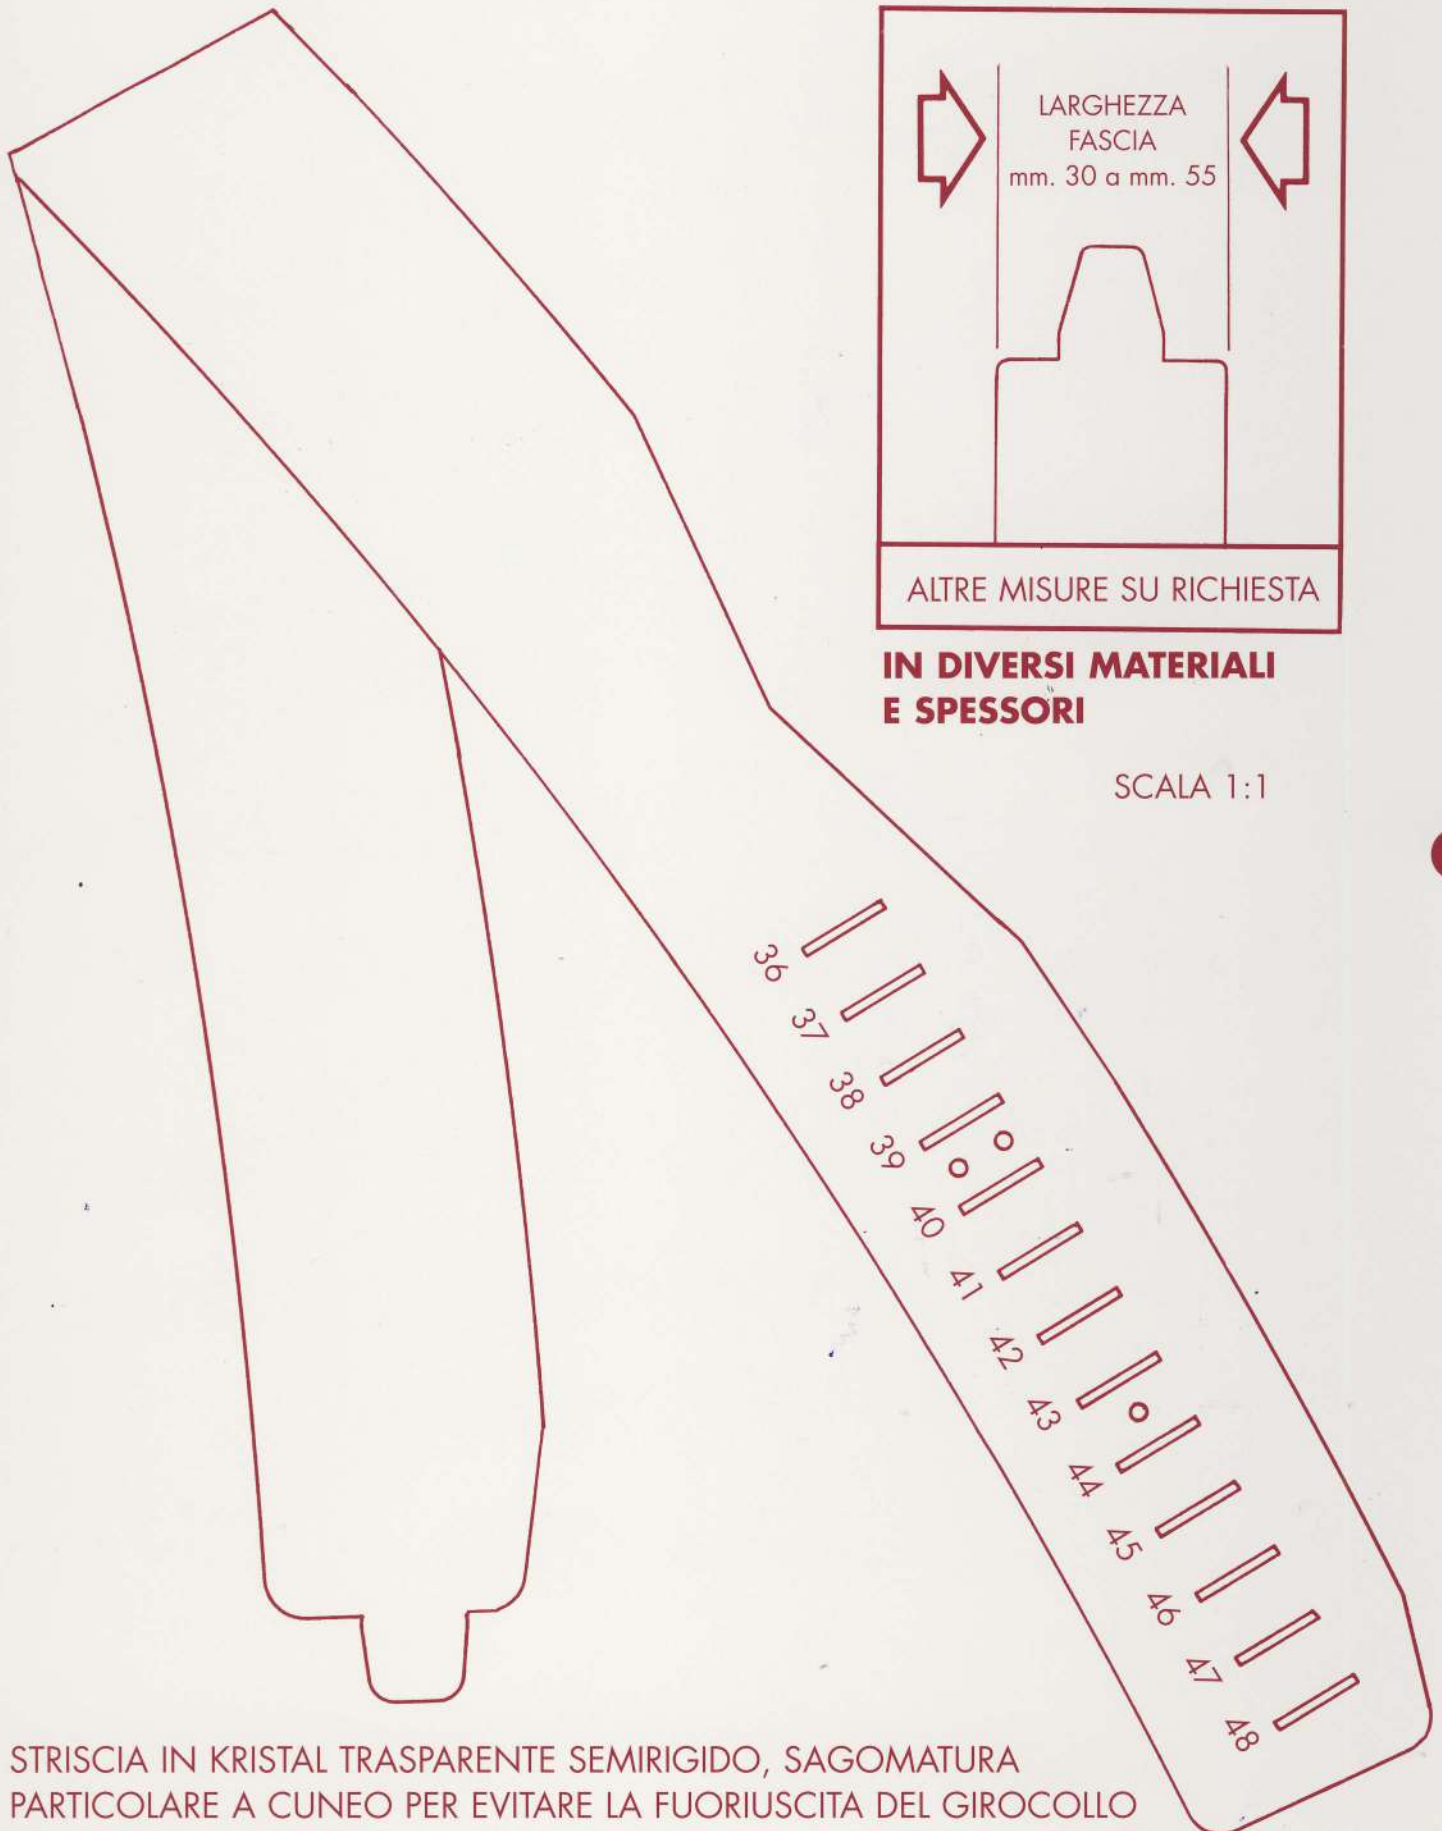 LARGHEZZA
FASCIA
mm. 30 a mm. 55
ALTRE MISURE SU RICHIESTA
IN DIVERSI MATERIALI
E SPESSORI
SCALA 1:1
36
37
38
39
40
41
42
43
44
45
46
47
48
STRISCIA IN KRISTAL TRASPARENTE SEMIRIGIDO, SAGOMATURA
PARTICOLARE A CUNEO PER EVITARE LA FUORIUSCITA DEL GIROCOLLO